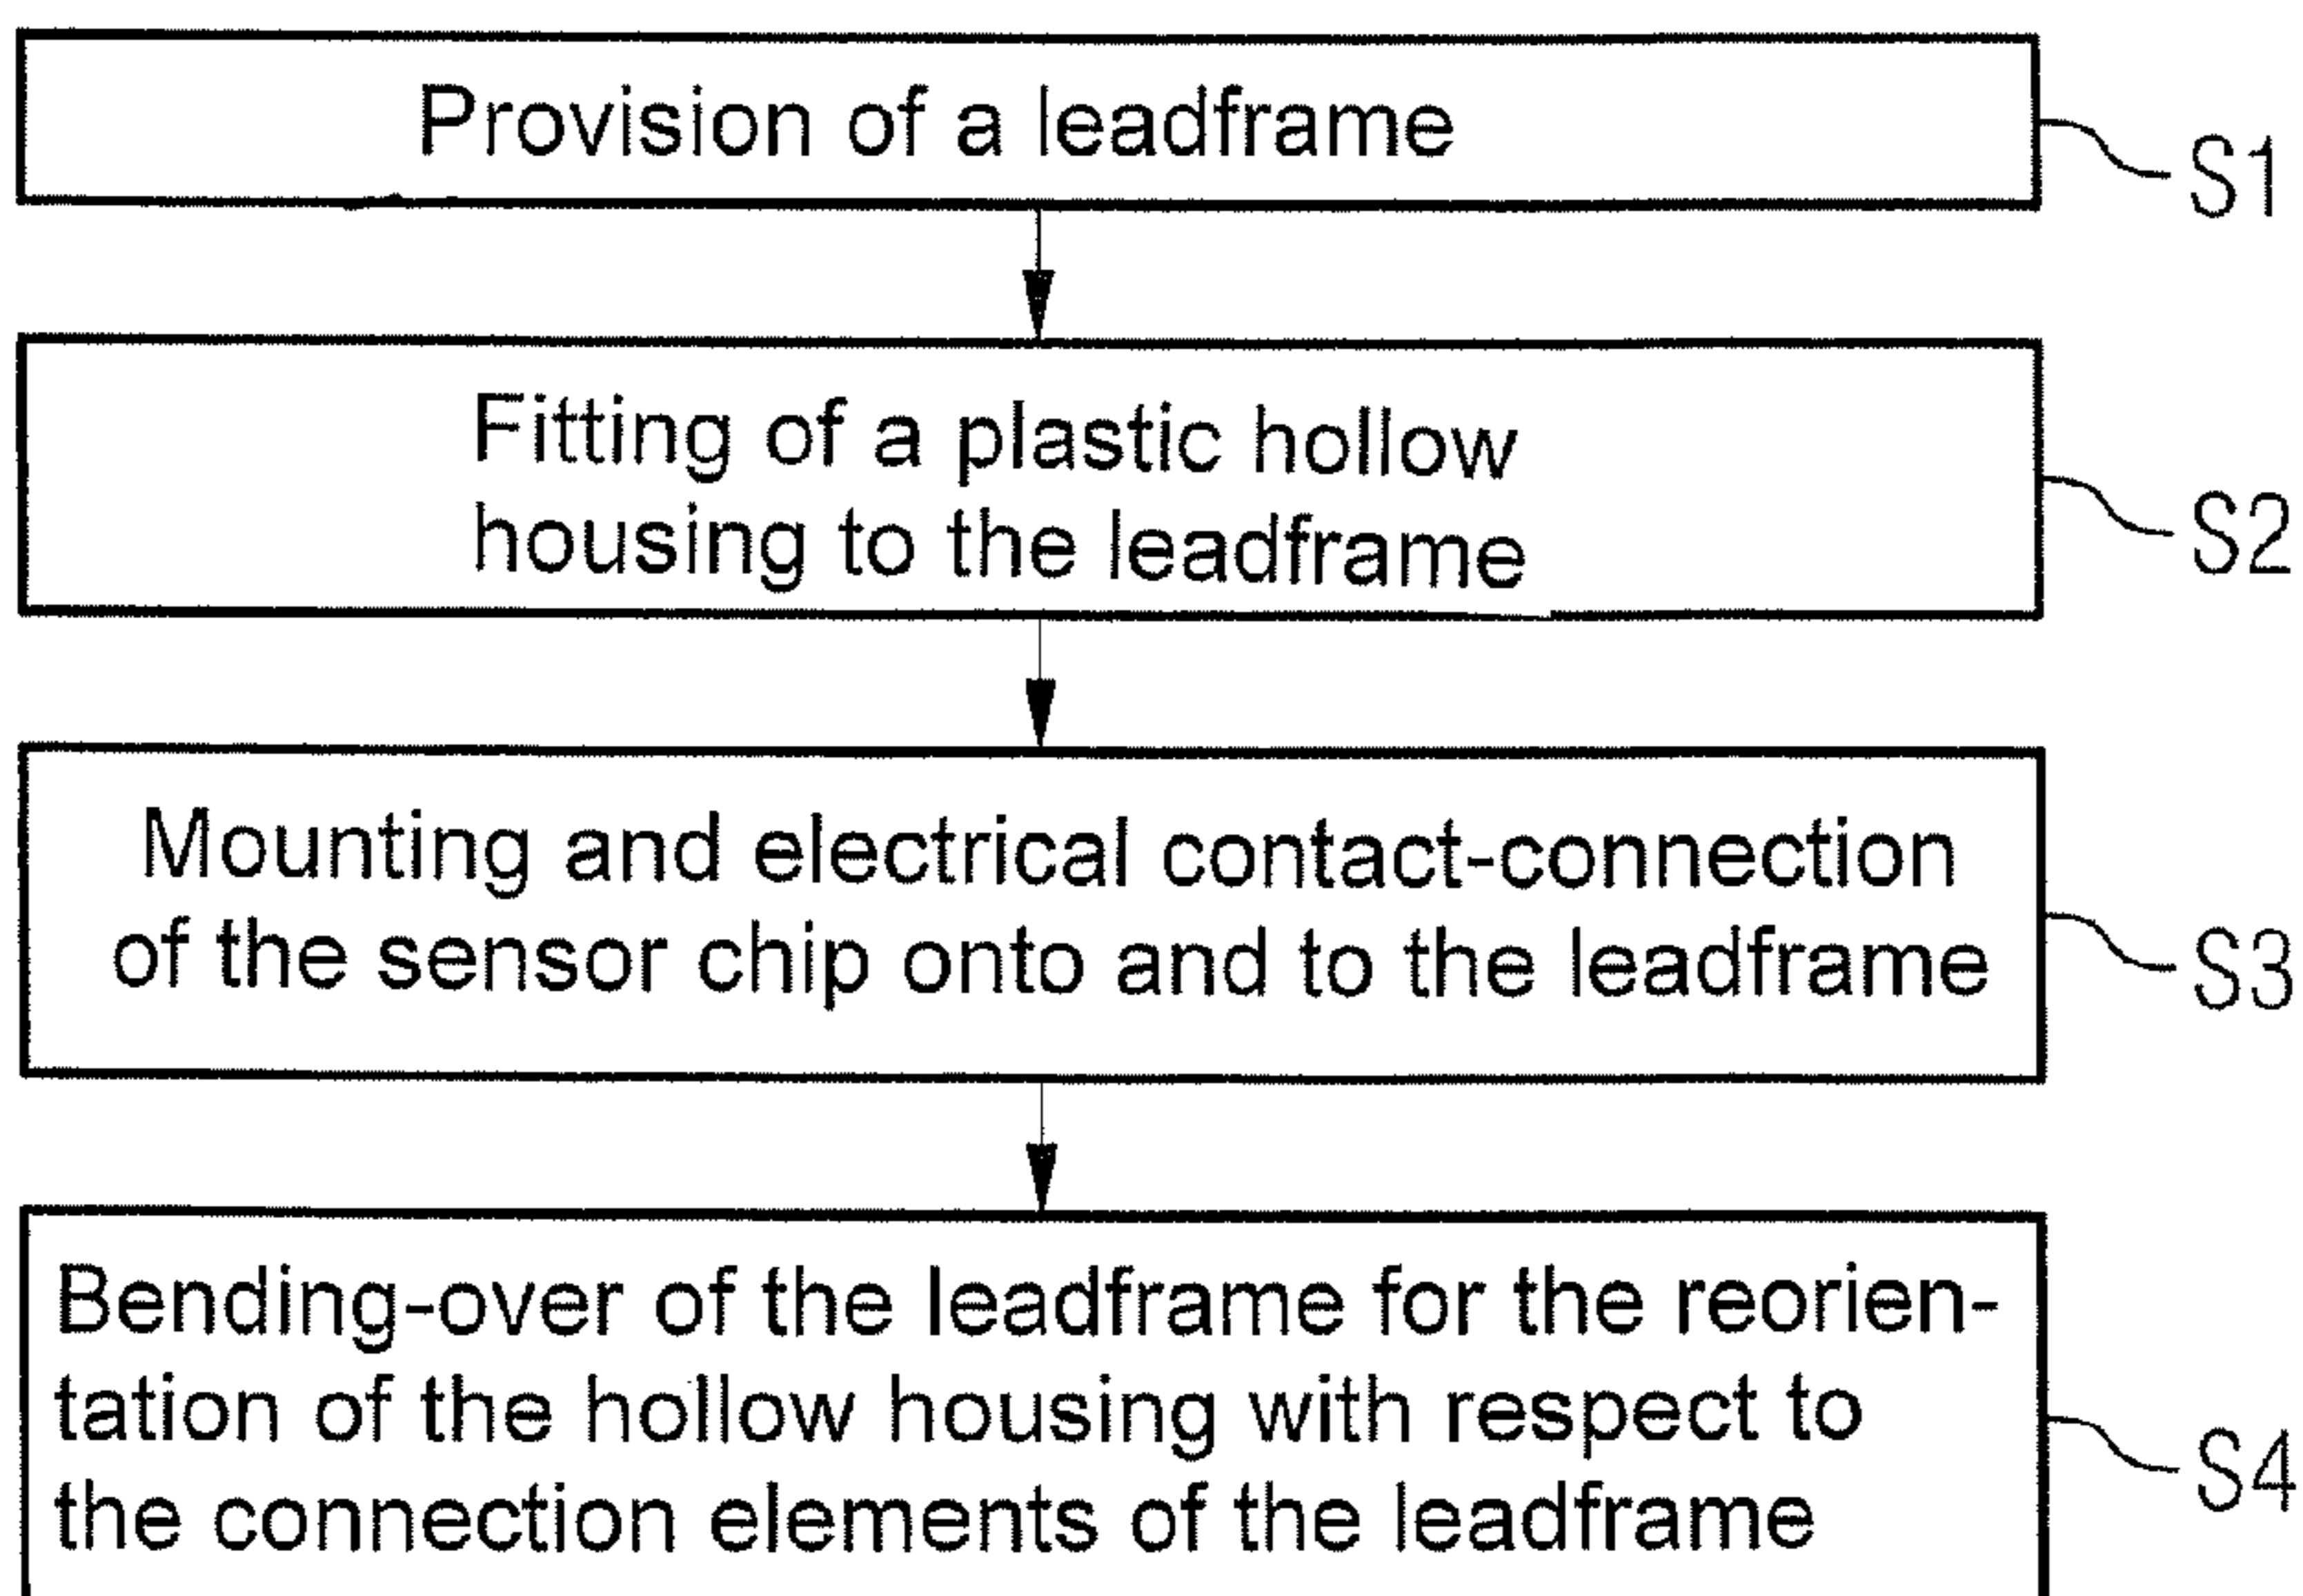 Provision of a leadframe
S1
Fitting of a plastic hollow
housing to the leadframe
S2
Mounting and electrical contact-connection
of the sensor chip onto and to the leadframe
S3
Bending-over of the leadframe for the reorien-
tation of the hollow housing with respect to
the connection elements of the leadframe
S4